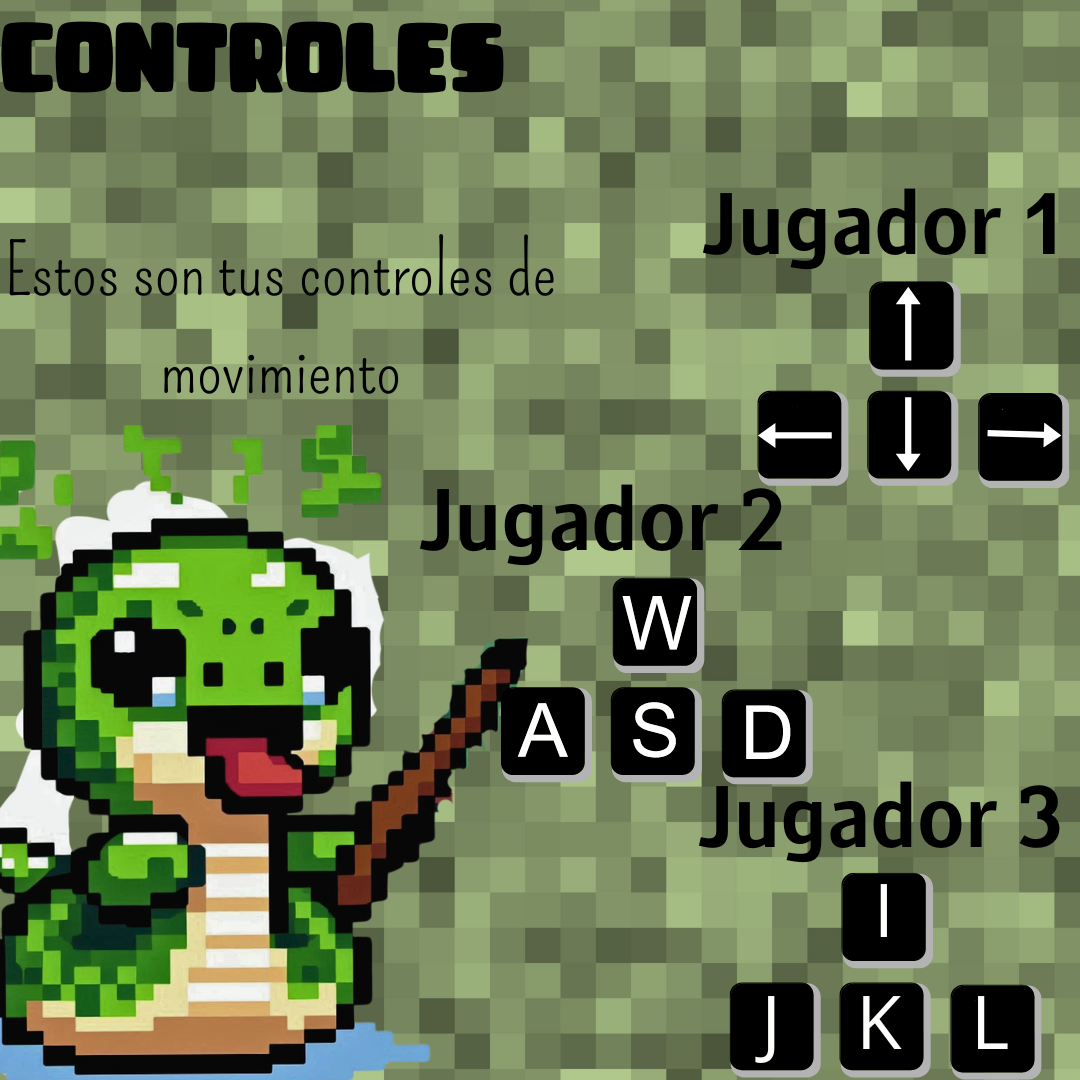 CONTROLES
Estos son tus controles de
movimiento
Jugador 1
Jugador 2
W
A S D
Jugador 3
I
J K L